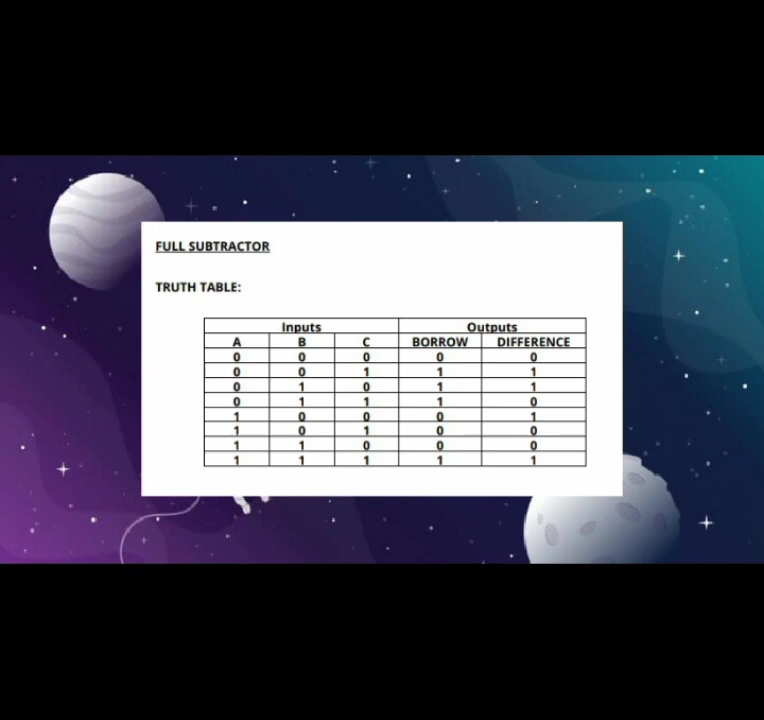 FULL SUBTRACTOR
TRUTH TABLE:
Inputs Outputs
A B C BORROW DIFFERENCE
0 0 0 0 0
0 0 1 1 1
0 1 0 1 1
0 1 1 1 0
1 0 0 0 1
1 0 1 0 0
1 1 0 0 0
1 1 1 1 1